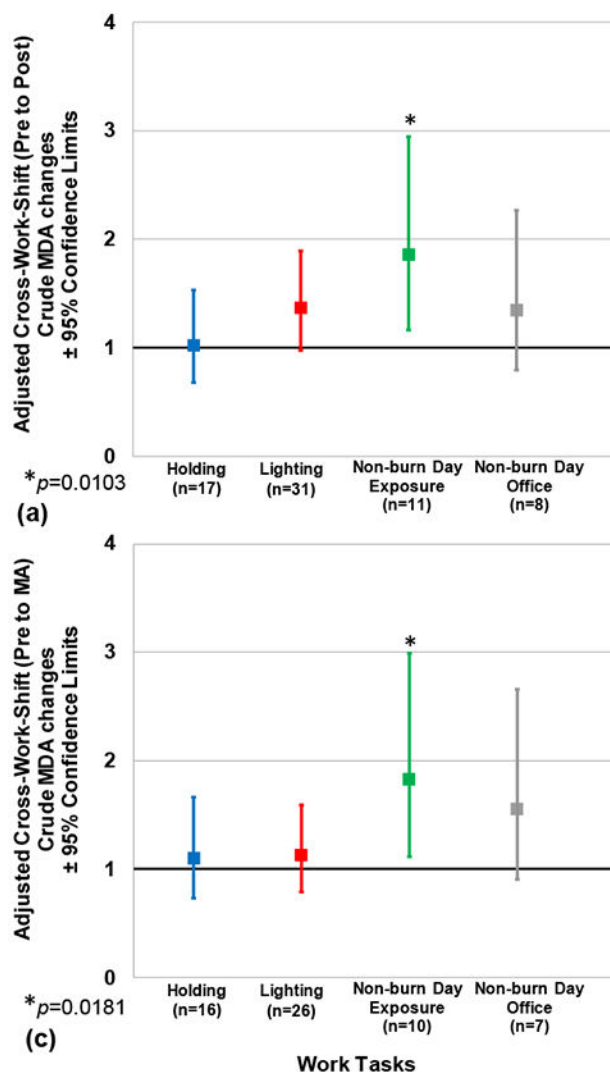 Adjusted Cross-Work-Shift (Pre to Post)
Crude MDA changes
± 95% Confidence Limits
4
3
2
1
0
*
Holding
(n=17)
Lighting
(n=31)
Non-burn Day
Exposure
(n=11)
Non-burn Day
Office
(n=8)
*p=0.0103
(a)
Adjusted Cross-Work-Shift (Pre to MA)
Crude MDA changes
± 95% Confidence Limits
4
3
2
1
0
*
Holding
(n=16)
Lighting
(n=26)
Non-burn Day
Exposure
(n=10)
Non-burn Day
Office
(n=7)
*p=0.0181
(c)
Work Tasks